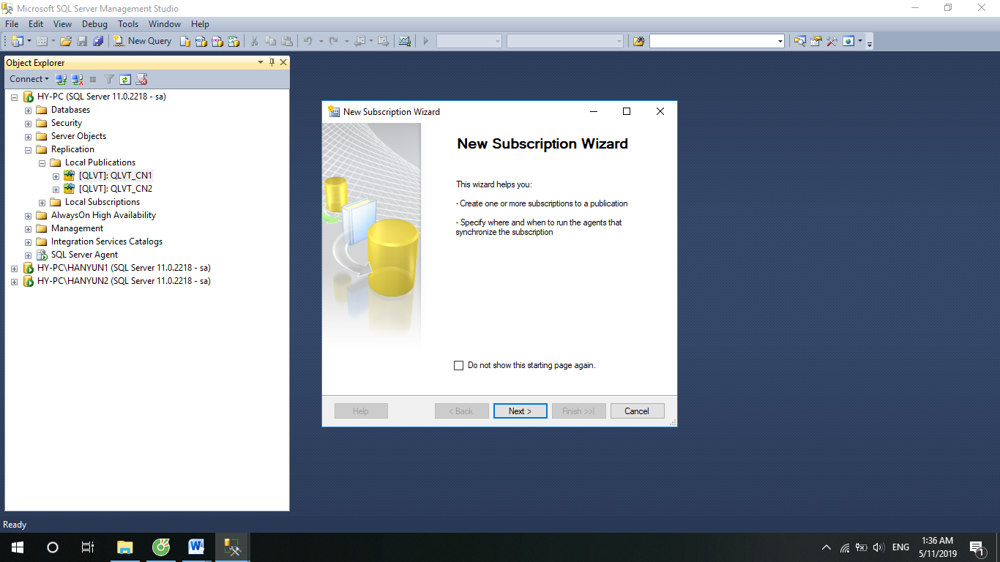 Microsoft SQL Server Management Studio
File Edit View Debug Tools Window Help
New Query
Object Explorer
Connect
HY-PC (SQL Server 11.0.2218 - sa)
Databases
Security
Server Objects
Replication
Local Publications
[QLVT]: QLVT_CN1
[QLVT]: QLVT_CN2
Local Subscriptions
AlwaysOn High Availability
Management
Integration Services Catalogs
SQL Server Agent
HY-PC\HANYUN1 (SQL Server 11.0.2218 - sa)
HY-PC\HANYUN2 (SQL Server 11.0.2218 - sa)
New Subscription Wizard
New Subscription Wizard
This wizard helps you:
- Create one or more subscriptions to a publication
- Specify where and when to run the agents that
synchronize the subscription
Do not show this starting page again.
Help < Back Next > Finish >>| Cancel
Ready
ENG
1:36 AM
5/11/2019
1